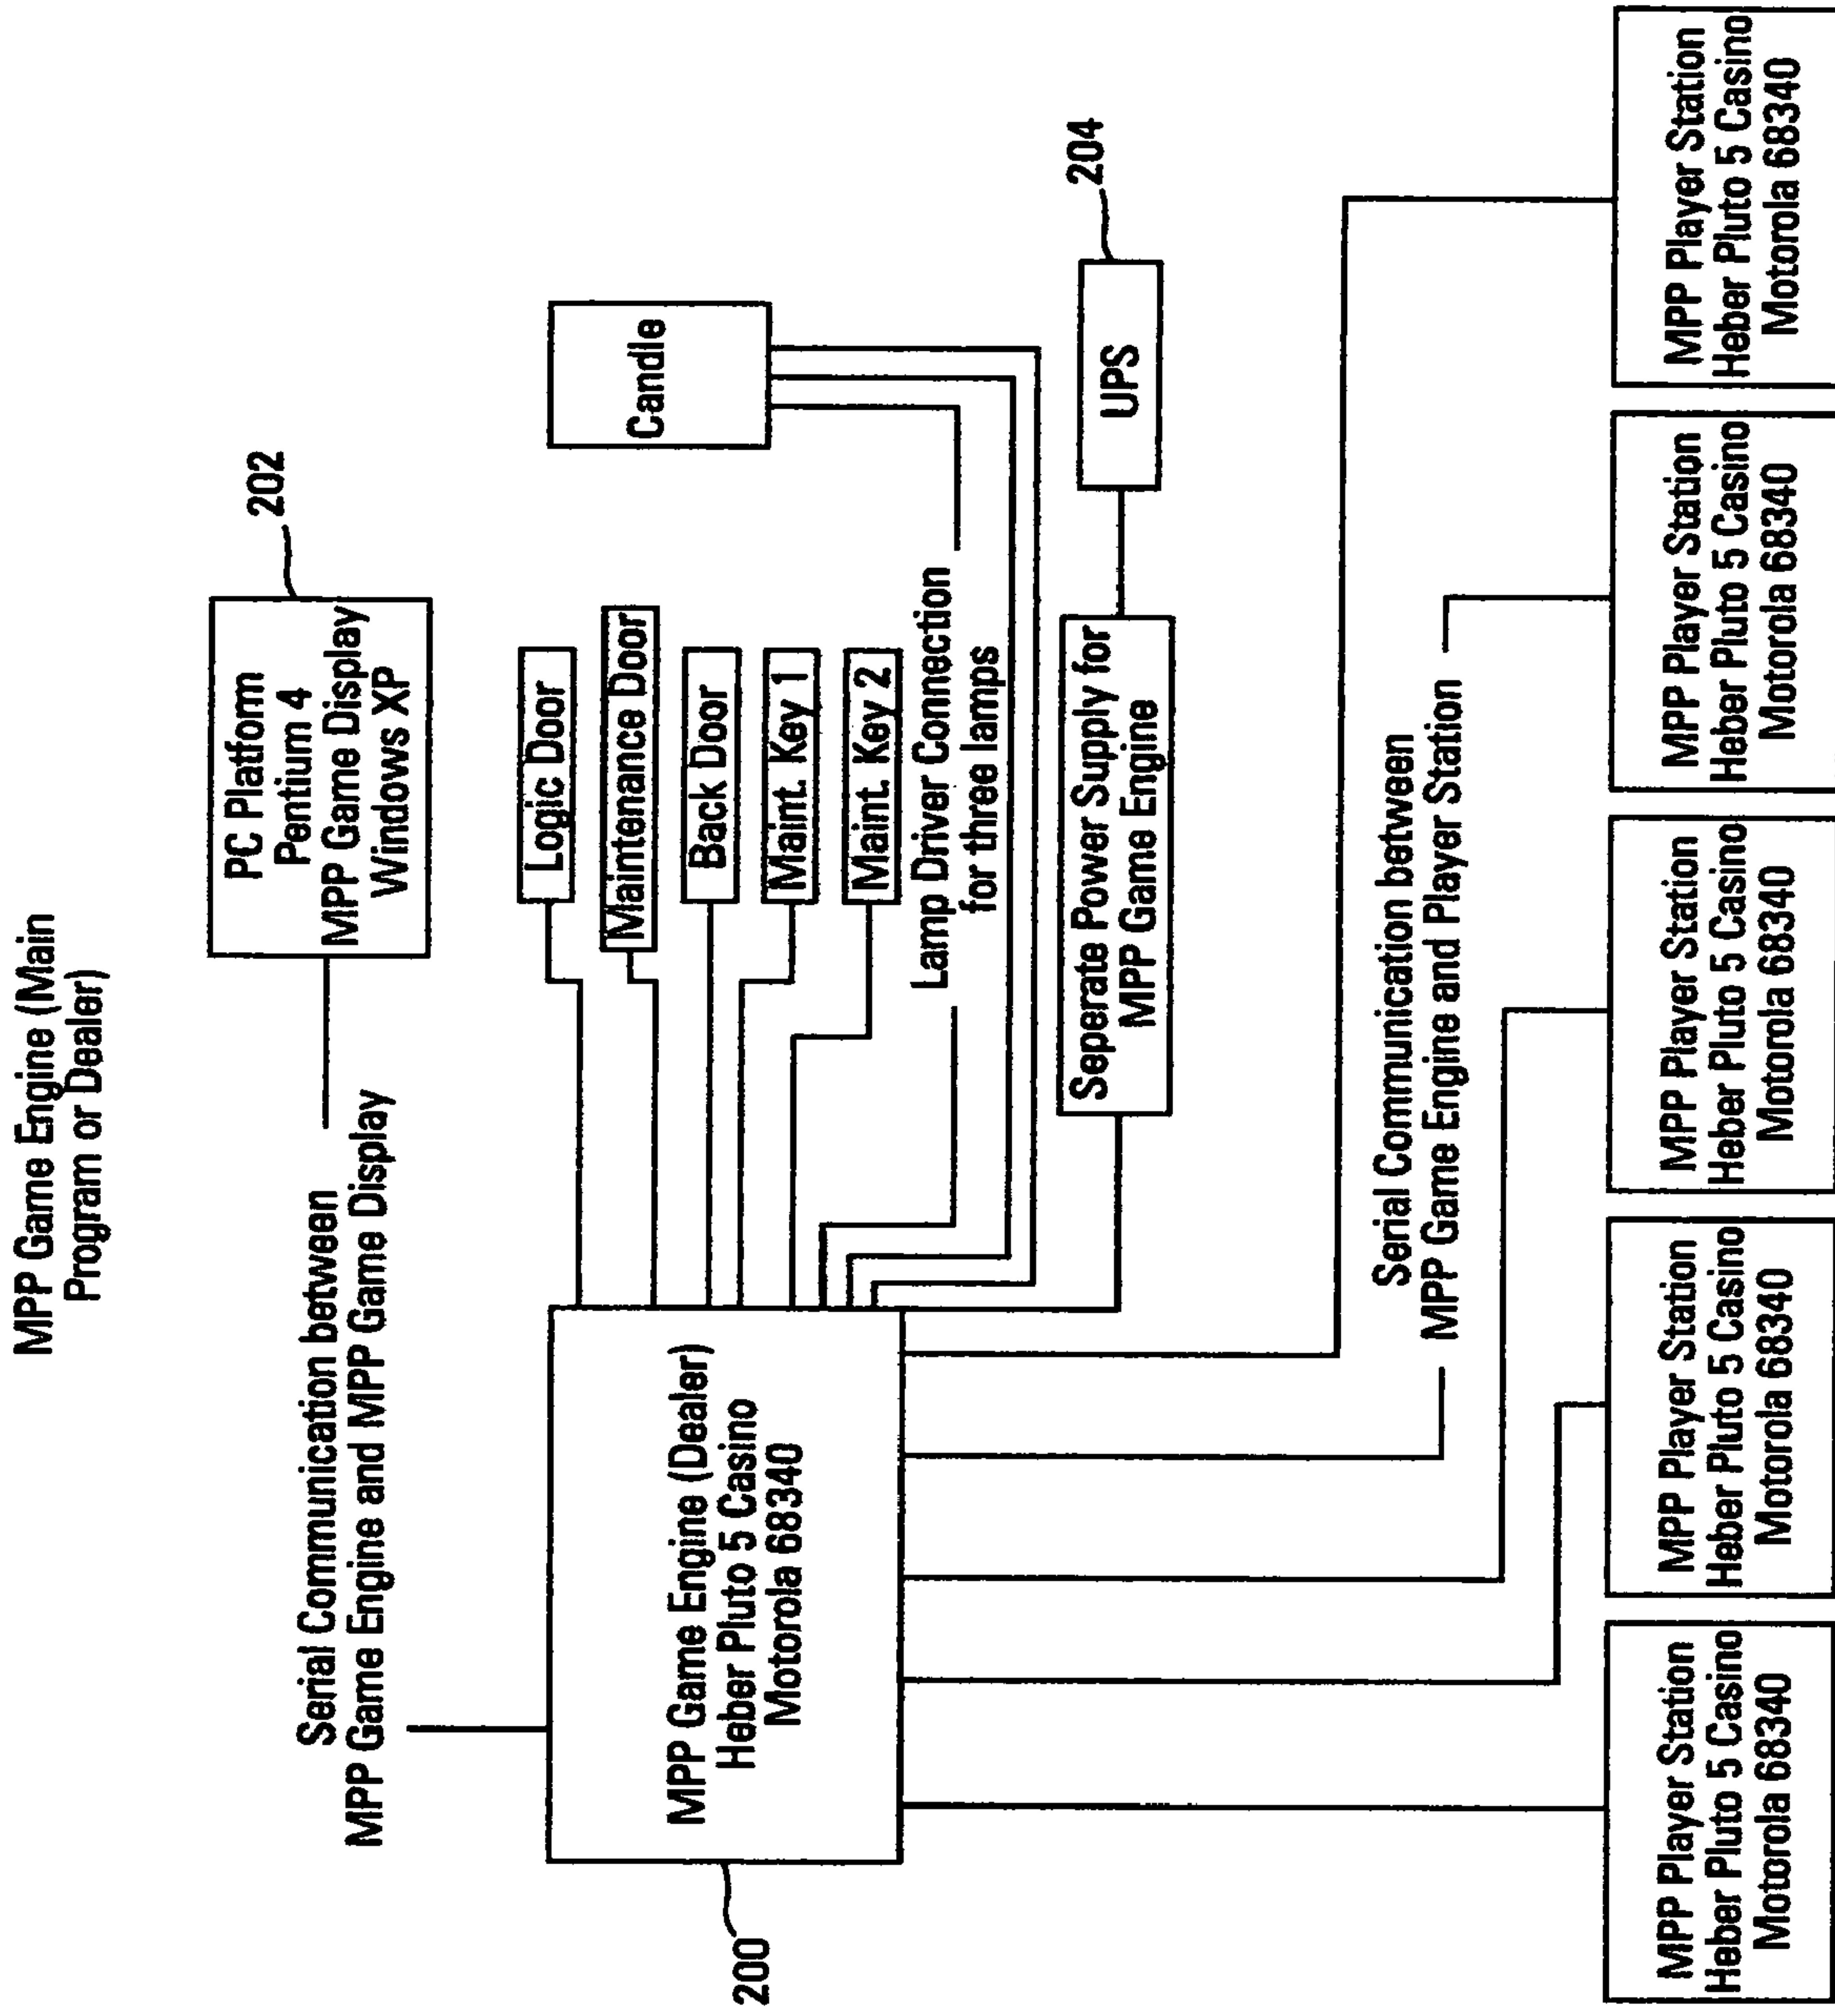 MPP Game Engine (Main
Program or Dealer)
PC Platform
Pentium 4
MPP Game Display
Windows XP
202
Serial Communication between
MPP Game Engine and MPP Game Display
Logic Door
Maintenance Door
Back Door
Maint. Key 1
Maint. Key 2
Candle
Lamp Driver Connection
for three lamps
MPP Game Engine (Dealer)
Heber Pluto 5 Casino
Motorola 68340
200
Seperate Power Supply for
MPP Game Engine
UPS
204
Serial Communication between
MPP Game Engine and Player Station
MPP Player Station
Heber Pluto 5 Casino
Motorola 68340
MPP Player Station
Heber Pluto 5 Casino
Motorola 68340
MPP Player Station
Heber Pluto 5 Casino
Motorola 68340
MPP Player Station
Heber Pluto 5 Casino
Motorola 68340
MPP Player Station
Heber Pluto 5 Casino
Motorola 68340